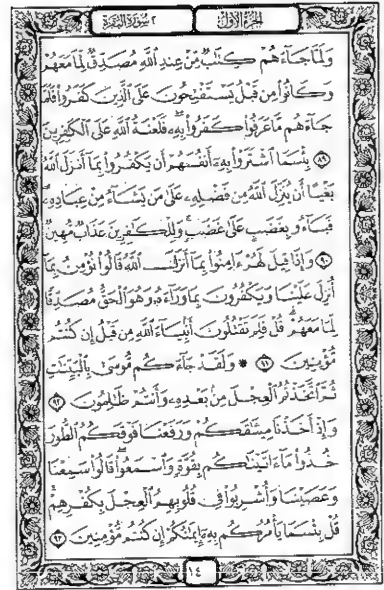 الجزء الأول
٢ سورة البقرة
وَلَمَّا جَآءَهُمْ كِتَٰبٌ مِّنْ عِندِ ٱللَّهِ مُصَدِّقٌ لِّمَا مَعَهُمْ
وَكَانُوا۟ مِن قَبْلُ يَسْتَفْتِحُونَ عَلَى ٱلَّذِينَ كَفَرُوا۟ فَلَمَّا
جَآءَهُم مَّا عَرَفُوا۟ كَفَرُوا۟ بِهِۦ فَلَعْنَةُ ٱللَّهِ عَلَى ٱلْكَٰفِرِينَ
٨٩ بِئْسَمَا ٱشْتَرَوْا۟ بِهِۦٓ أَنفُسَهُمْ أَن يَكْفُرُوا۟ بِمَآ أَنزَلَ ٱللَّهُ
بَغْيًا أَن يُنَزِّلَ ٱللَّهُ مِن فَضْلِهِۦ عَلَىٰ مَن يَشَآءُ مِنْ عِبَادِهِۦ
فَبَآءُو بِغَضَبٍ عَلَىٰ غَضَبٍ وَلِلْكَٰفِرِينَ عَذَابٌ مُّهِينٌ
٩٠ وَإِذَا قِيلَ لَهُمْ ءَامِنُوا۟ بِمَآ أَنزَلَ ٱللَّهُ قَالُوا۟ نُؤْمِنُ بِمَآ
أُنزِلَ عَلَيْنَا وَيَكْفُرُونَ بِمَا وَرَآءَهُۥ وَهُوَ ٱلْحَقُّ مُصَدِّقًا
لِّمَا مَعَهُمْ قُلْ فَلِمَ تَقْتُلُونَ أَنۢبِيَآءَ ٱللَّهِ مِن قَبْلُ إِن كُنتُم
مُّؤْمِنِينَ ٩١ ۞ وَلَقَدْ جَآءَكُم مُّوسَىٰ بِٱلْبَيِّنَٰتِ
ثُمَّ ٱتَّخَذْتُمُ ٱلْعِجْلَ مِنۢ بَعْدِهِۦ وَأَنتُمْ ظَٰلِمُونَ ٩٢
وَإِذْ أَخَذْنَا مِيثَٰقَكُمْ وَرَفَعْنَا فَوْقَكُمُ ٱلطُّورَ
خُذُوا۟ مَآ ءَاتَيْنَٰكُم بِقُوَّةٍ وَٱسْمَعُوا۟ قَالُوا۟ سَمِعْنَا
وَعَصَيْنَا وَأُشْرِبُوا۟ فِى قُلُوبِهِمُ ٱلْعِجْلَ بِكُفْرِهِمْ
قُلْ بِئْسَمَا يَأْمُرُكُم بِهِۦٓ إِيمَٰنُكُمْ إِن كُنتُم مُّؤْمِنِينَ ٩٣
١٤